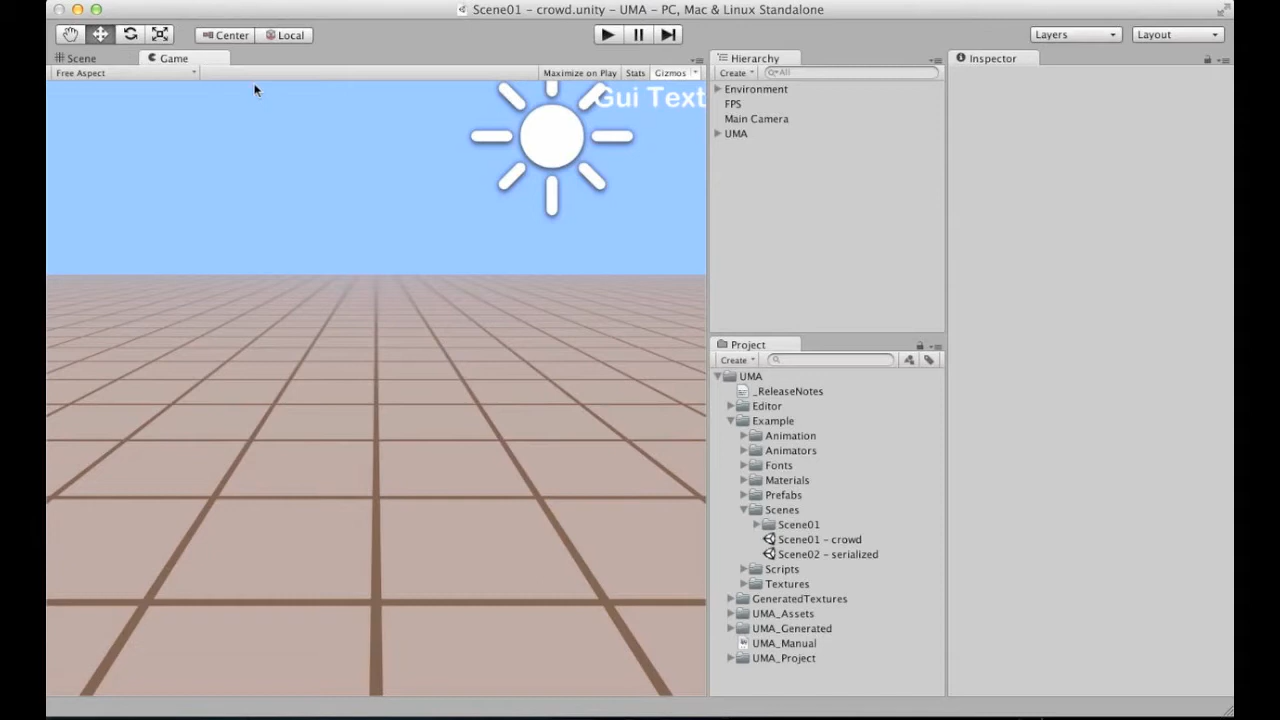 Scene01 - crowd.unity - UMA - PC, Mac & Linux Standalone
Center Local Layers Layout
Scene Game Hierarchy Inspector
Free Aspect Maximize on Play Stats Gizmos Create All
Gui Text
Environment
FPS
Main Camera
UMA
Project
Create
UMA
_ReleaseNotes
Editor
Example
Animation
Animators
Fonts
Materials
Prefabs
Scenes
Scene01
Scene01 - crowd
Scene02 - serialized
Scripts
Textures
GeneratedTextures
UMA_Assets
UMA_Generated
UMA_Manual
UMA_Project